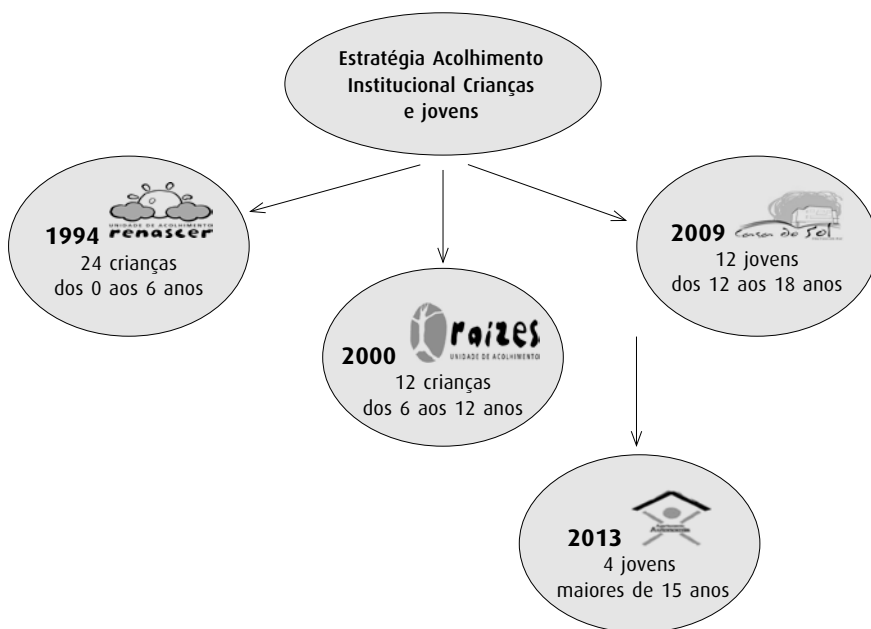 Estratégia Acolhimento
Institucional Crianças
e jovens
UNIDADE DE ACOLHIMENTO
renascer
1994
24 crianças
dos 0 aos 6 anos
raízes
UNIDADE DE ACOLHIMENTO
2000
12 crianças
dos 6 aos 12 anos
Casa do Sol
2009
12 jovens
dos 12 aos 18 anos
2013
4 jovens
maiores de 15 anos